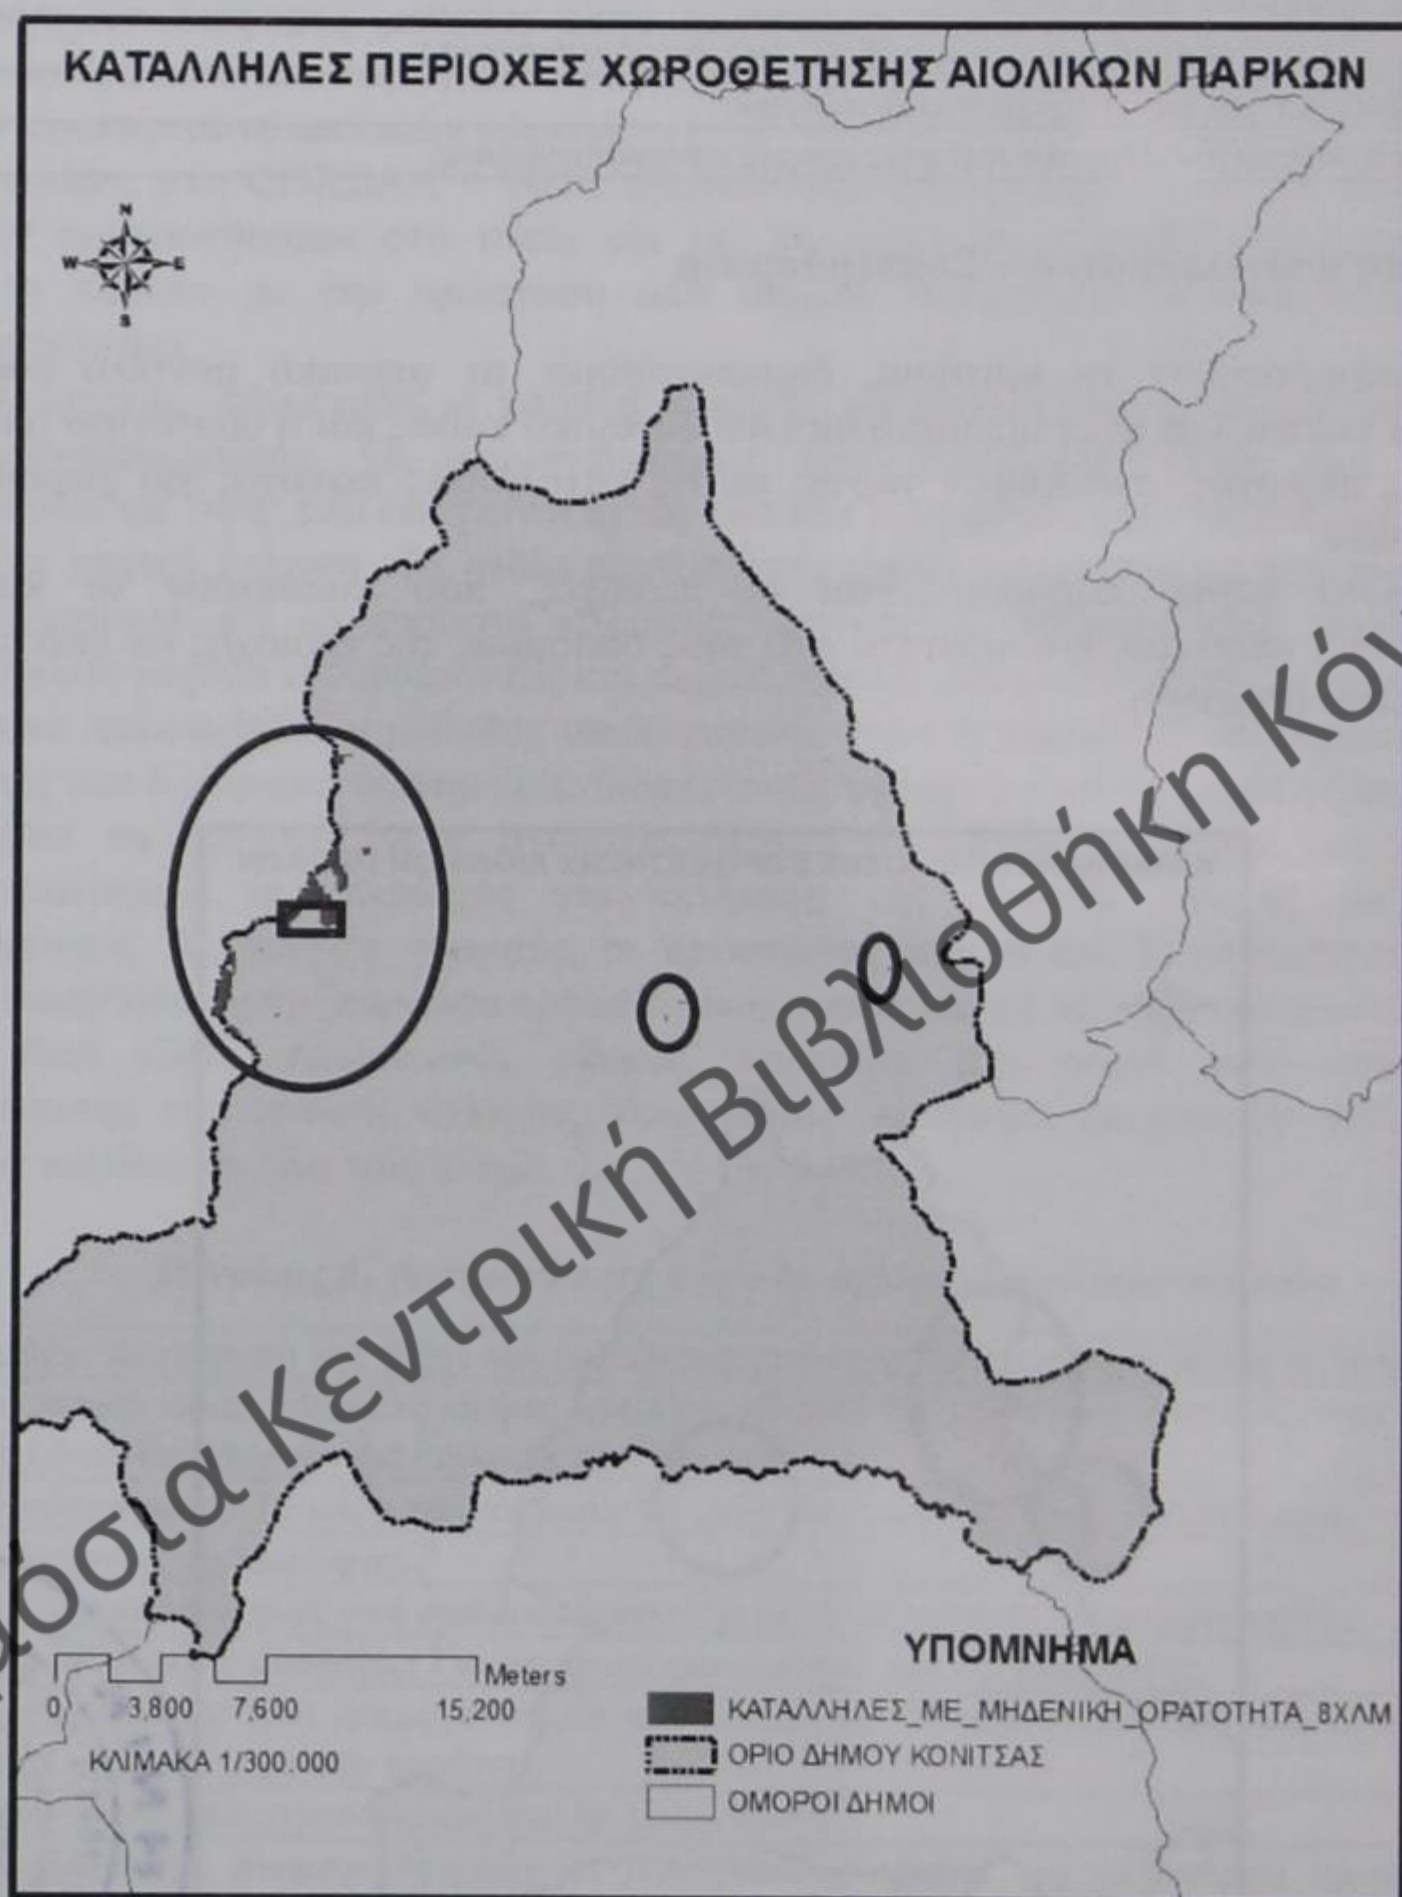 ΚΑΤΑΛΛΗΛΕΣ ΠΕΡΙΟΧΕΣ ΧΩΡΟΘΕΤΗΣΗΣ ΑΙΟΛΙΚΩΝ ΠΑΡΚΩΝ
N
W E
S
Κεντρική Βιβλιοθήκη
ΥΠΟΜΝΗΜΑ
Meters
0 3,800 7,600 15,200
ΚΛΙΜΑΚΑ 1/300.000
ΚΑΤΑΛΛΗΛΕΣ_ΜΕ_ΜΗΔΕΝΙΚΗ_ΟΡΑΤΟΤΗΤΑ_8ΧΛΜ
ΟΡΙΟ ΔΗΜΟΥ ΚΟΝΙΤΣΑΣ
ΟΜΟΡΟΙ ΔΗΜΟΙ